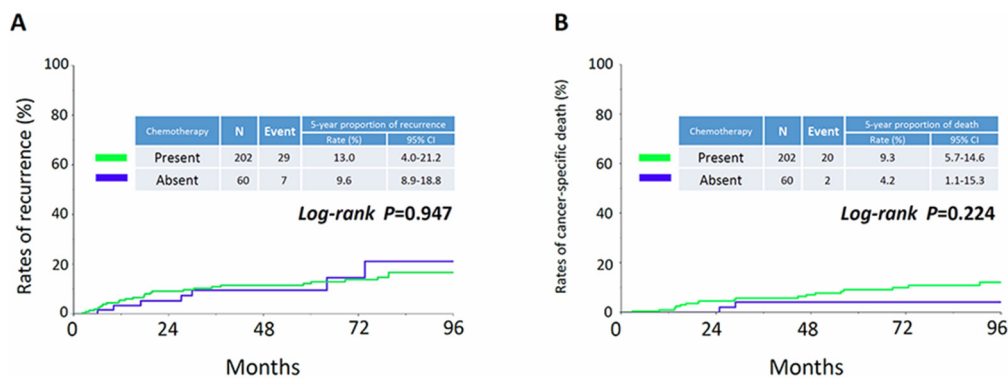 A
Rates of recurrence (%)
100
80
60
40
20
0
Chemotherapy N Event 5-year proportion of recurrence
Rate (%) 95% CI
Present 202 29 13.0 4.0-21.2
Absent 60 7 9.6 8.9-18.8
Log-rank P=0.947
0 24 48 72 96
Months
B
Rates of cancer-specific death (%)
100
80
60
40
20
0
Chemotherapy N Event 5-year proportion of death
Rate (%) 95% CI
Present 202 20 9.3 5.7-14.6
Absent 60 2 4.2 1.1-15.3
Log-rank P=0.224
0 24 48 72 96
Months